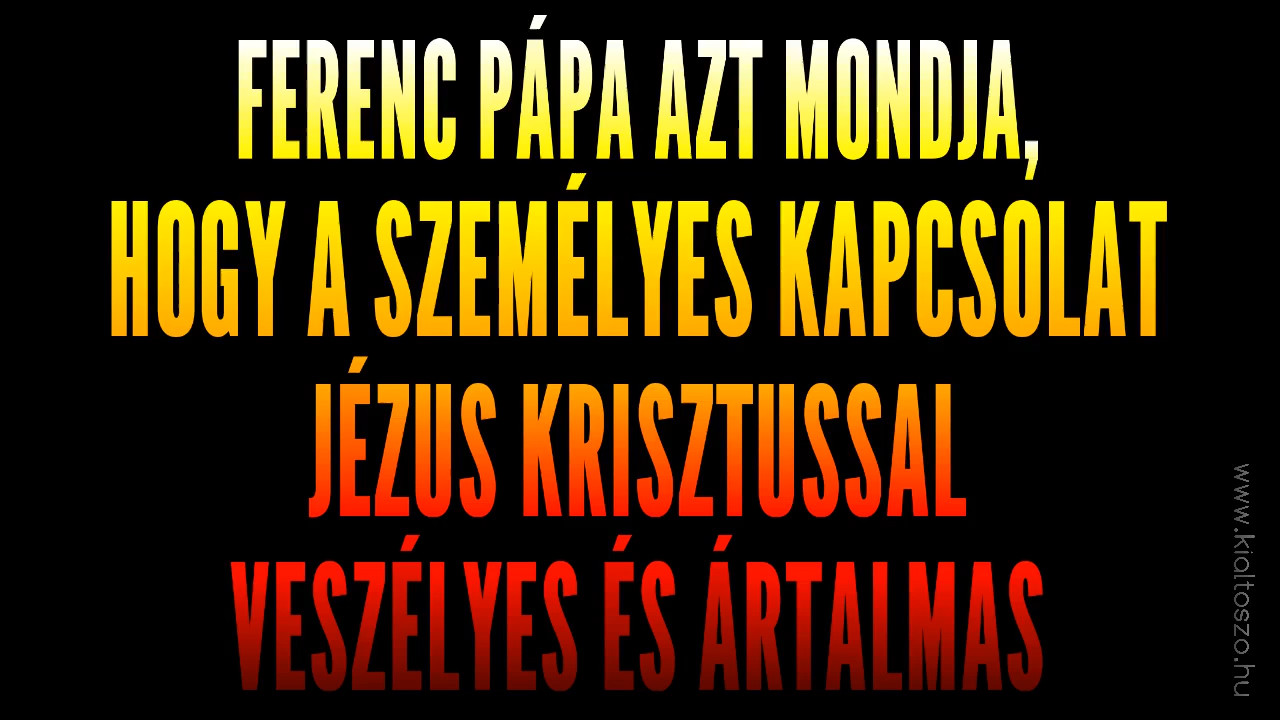 FERENC PÁPA AZT MONDJA,
HOGY A SZEMÉLYES KAPCSOLAT
JÉZUS KRISZTUSSAL
VESZÉLYES ÉS ÁRTALMAS
www.kialtoszo.hu